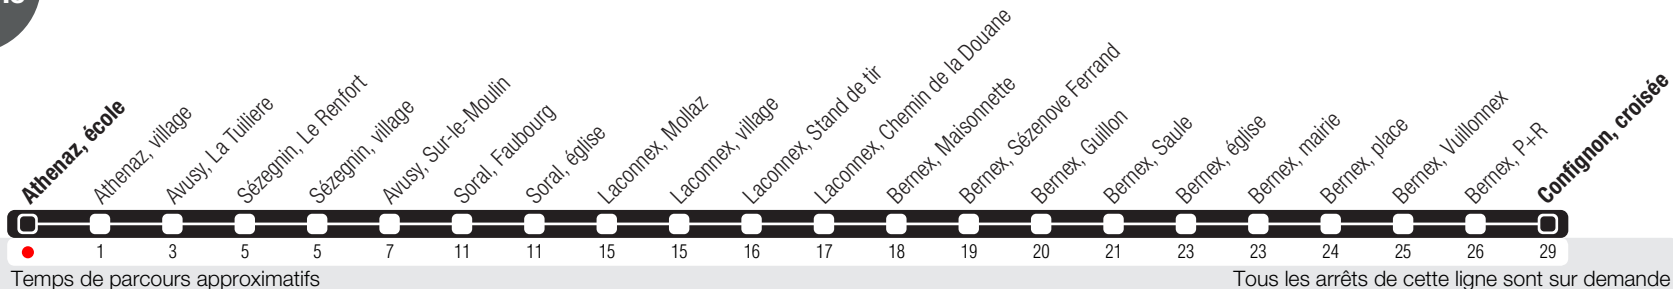 Athenaz, école
Athenaz, village
Avusy, La Tuiliere
Sézegnin, Le Renfort
Sézegnin, village
Avusy, Sur-le-Moulin
Soral, Faubourg
Soral, église
Laconnex, Mollaz
Laconnex, village
Laconnex, Stand de tir
Laconnex, Chemin de la Douane
Bernex, Maisonnette
Bernex, Sézenove Ferrand
Bernex, Guillon
Bernex, Saule
Bernex, église
Bernex, mairie
Bernex, place
Bernex, Vuillonnex
Bernex, P+R
Confignon, croisée
1 3 5 5 7 11 11 15 15 16 17 18 19 20 21 23 23 24 25 26 29
Temps de parcours approximatifs
Tous les arrêts de cette ligne sont sur demande